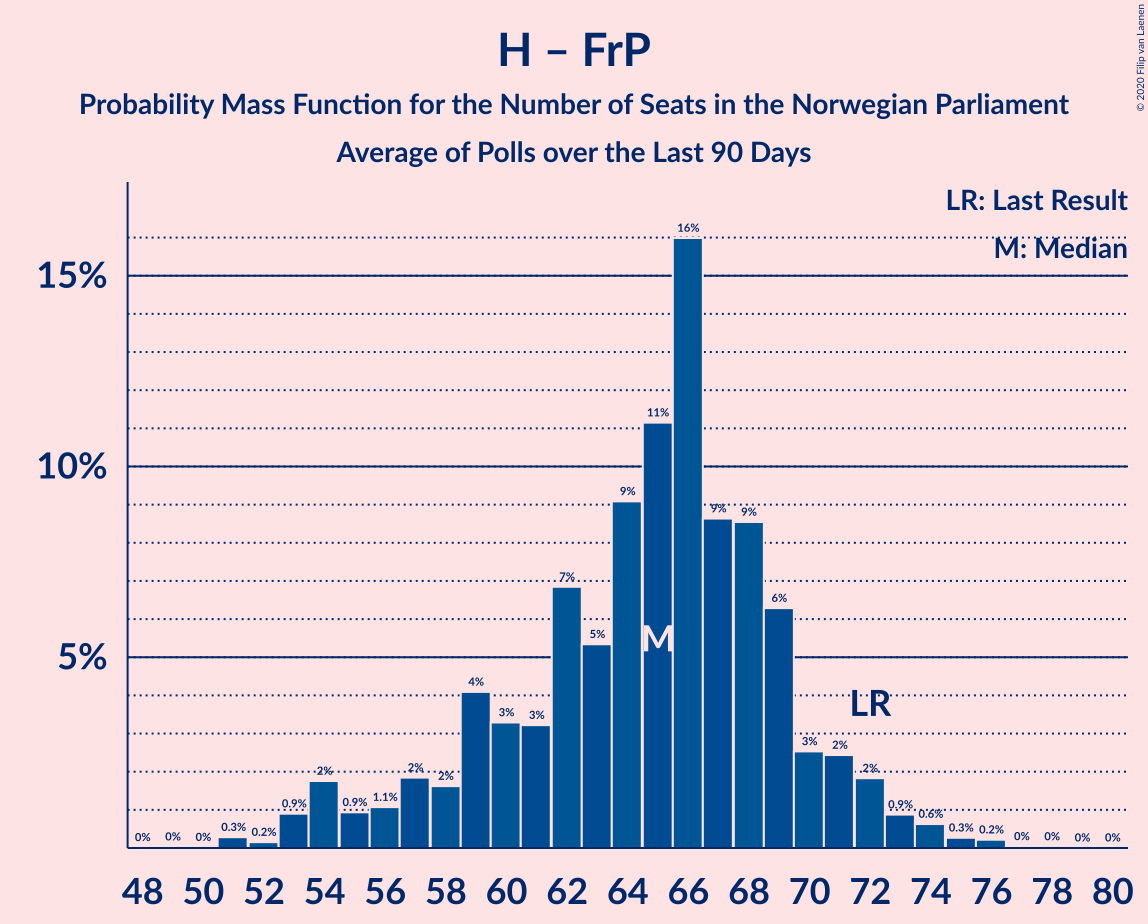 H – FrP
Probability Mass Function for the Number of Seats in the Norwegian Parliament
Average of Polls over the Last 90 Days
© 2020 Filip van Laenen
LR: Last Result
M: Median
15%
10%
5%
0% 0% 0% 0.3% 0.2% 0.9% 2% 0.9% 1.1% 2% 2% 4% 3% 3% 7% 5% 9% 11% 16% 9% 9% 6% 3% 2% 2% 0.9% 0.6% 0.3% 0.2% 0% 0% 0% 0%
M
LR
48 50 52 54 56 58 60 62 64 66 68 70 72 74 76 78 80